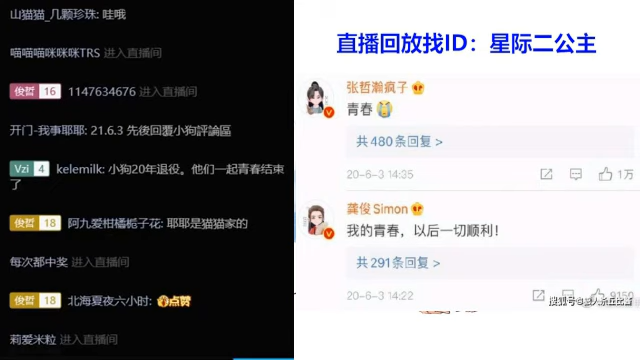 山猫猫_几颗珍珠: 哇哦
喵喵喵咪咪咪TRS 进入直播间
俊哲 16 1147634676 进入直播间
开门-我事耶耶: 21.6.3 先後回覆小狗評論區
Vzi 4 kelemilk: 小狗20年退役。他们一起青春结束
了
俊哲 18 阿九爱柑橘栀子花: 耶耶是猫猫家的
每次都中奖 进入直播间
俊哲 18 北海夏夜六小时: 点赞
莉爱米粒 进入直播间
直播回放找ID：星际二公主
张哲瀚疯子
青春
共480条回复 >
20-6-3 14:35
1万
龚俊Simon
我的青春，以后一切顺利！
共291条回复 >
20-6-3 14:22
9150